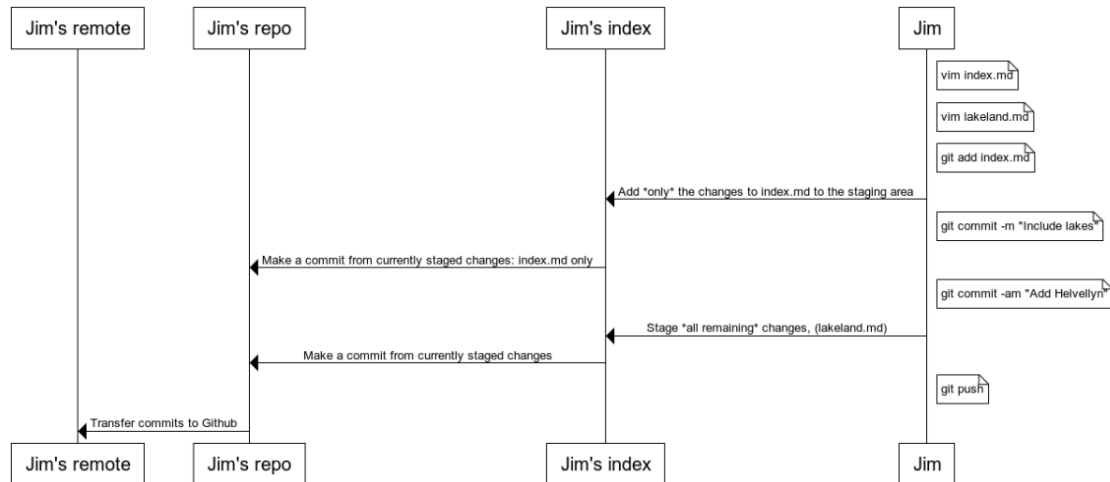 Jim's remote
Jim's repo
Jim's index
Jim
vim index.md
vim lakeland.md
git add index.md
Add *only* the changes to index.md to the staging area
git commit -m "Include lakes"
Make a commit from currently staged changes: index.md only
git commit -am "Add Helvellyn"
Stage *all remaining* changes, (lakeland.md)
Make a commit from currently staged changes
git push
Transfer commits to Github
Jim's remote
Jim's repo
Jim's index
Jim